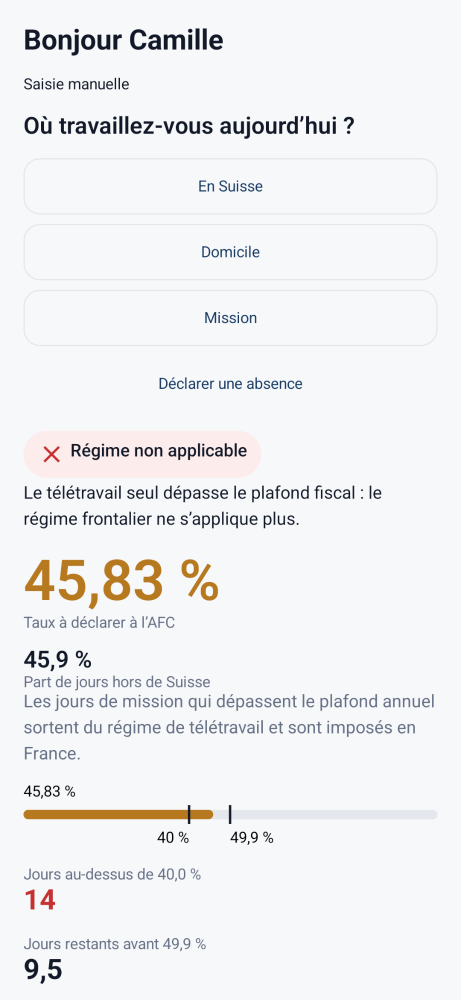 Bonjour Camille
Saisie manuelle
Où travaillez-vous aujourd’hui ?
En Suisse
Domicile
Mission
Déclarer une absence
Régime non applicable
Le télétravail seul dépasse le plafond fiscal : le
régime frontalier ne s’applique plus.
45,83 %
Taux à déclarer à l’AFC
45,9 %
Part de jours hors de Suisse
Les jours de mission qui dépassent le plafond annuel
sortent du régime de télétravail et sont imposés en
France.
45,83 %
40 %
49,9 %
Jours au-dessus de 40,0 %
14
Jours restants avant 49,9 %
9,5